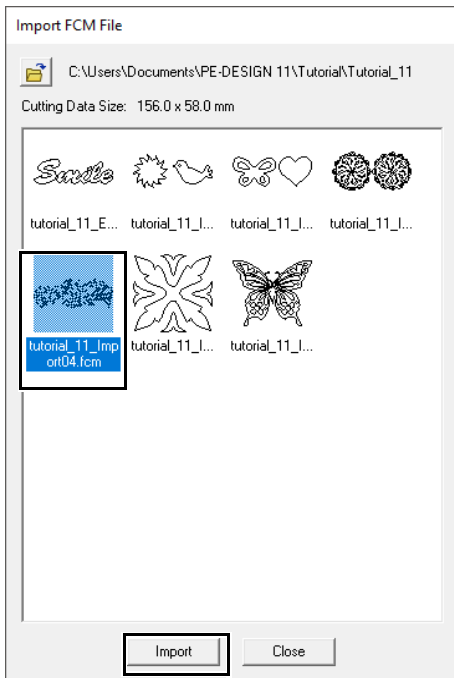 Import FCM File
C:\Users\Documents\PE-DESIGN 11\Tutorial\Tutorial_11
Cutting Data Size: 156.0 x 58.0 mm
Smile
tutorial_11_E... tutorial_11_I... tutorial_11_I... tutorial_11_I...
tutorial_11_Imp
ort04.fcm
tutorial_11_I... tutorial_11_I...
Import Close